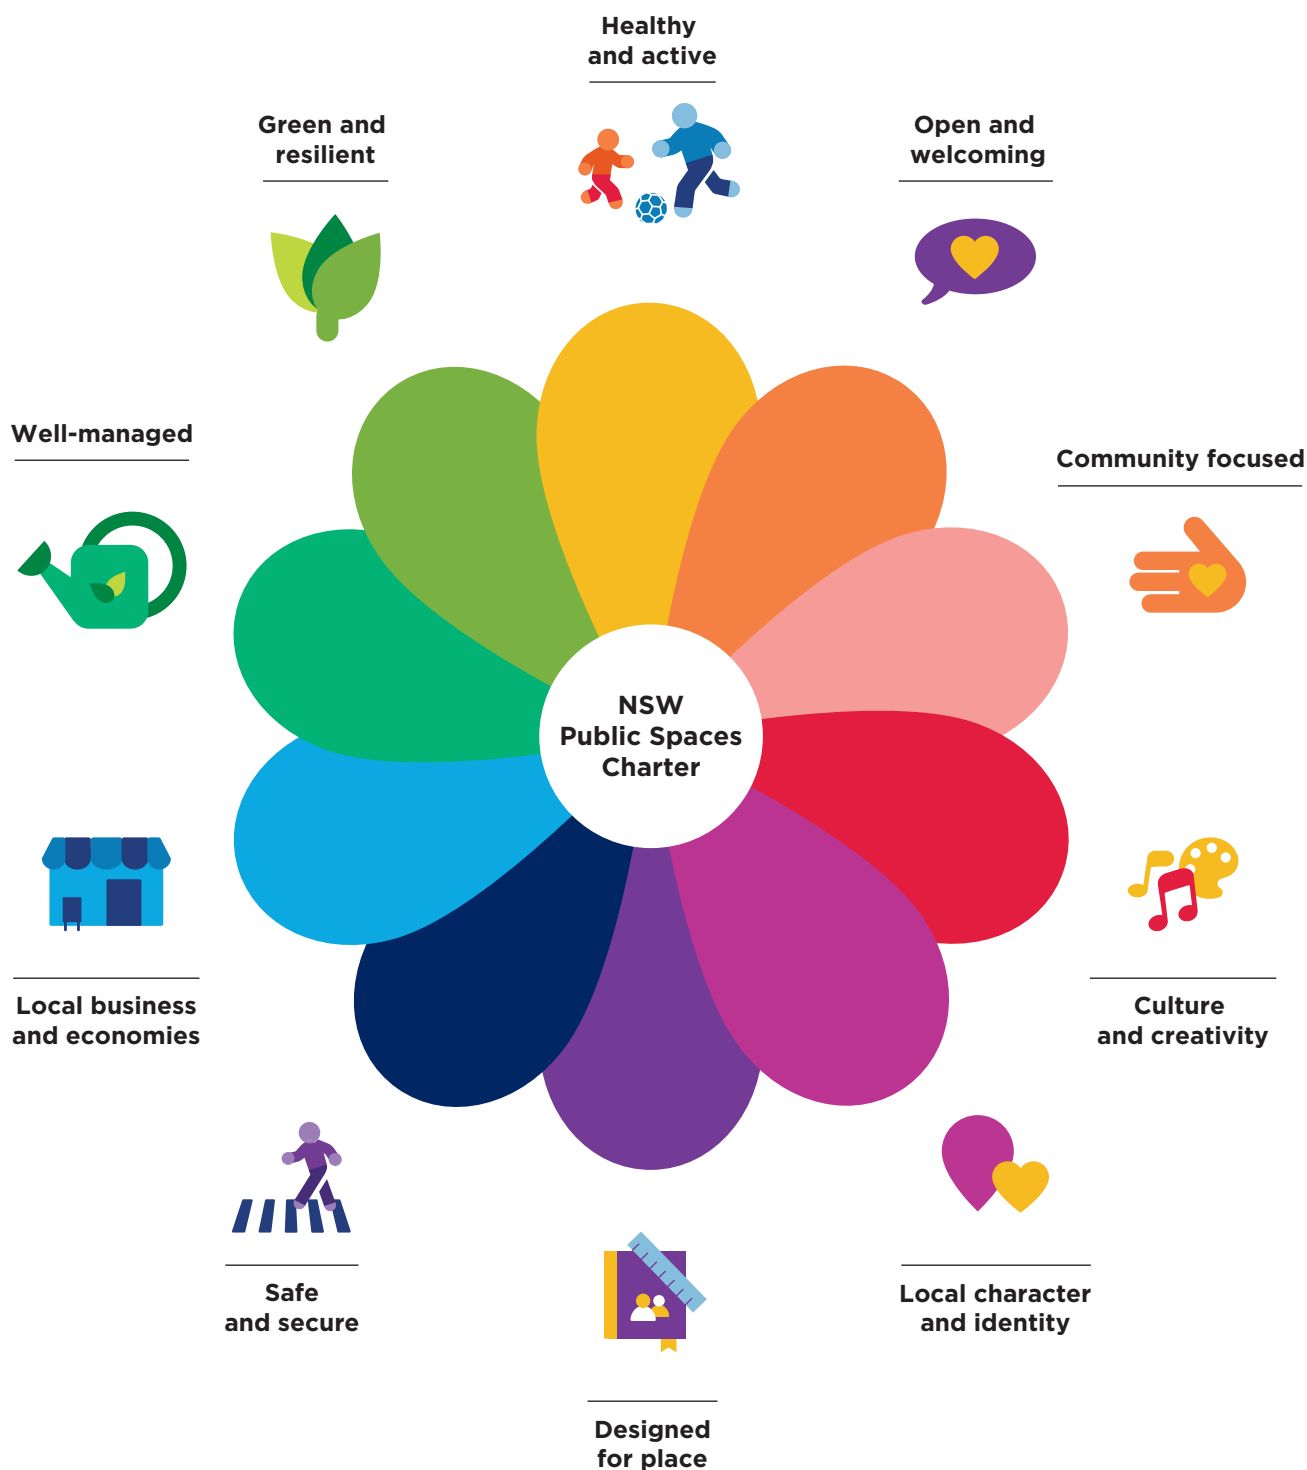 Healthy
and active
Green and
resilient
Open and
welcoming
Well-managed
Community focused
NSW
Public Spaces
Charter
Local business
and economies
Culture
and creativity
Safe
and secure
Local character
and identity
Designed
for place